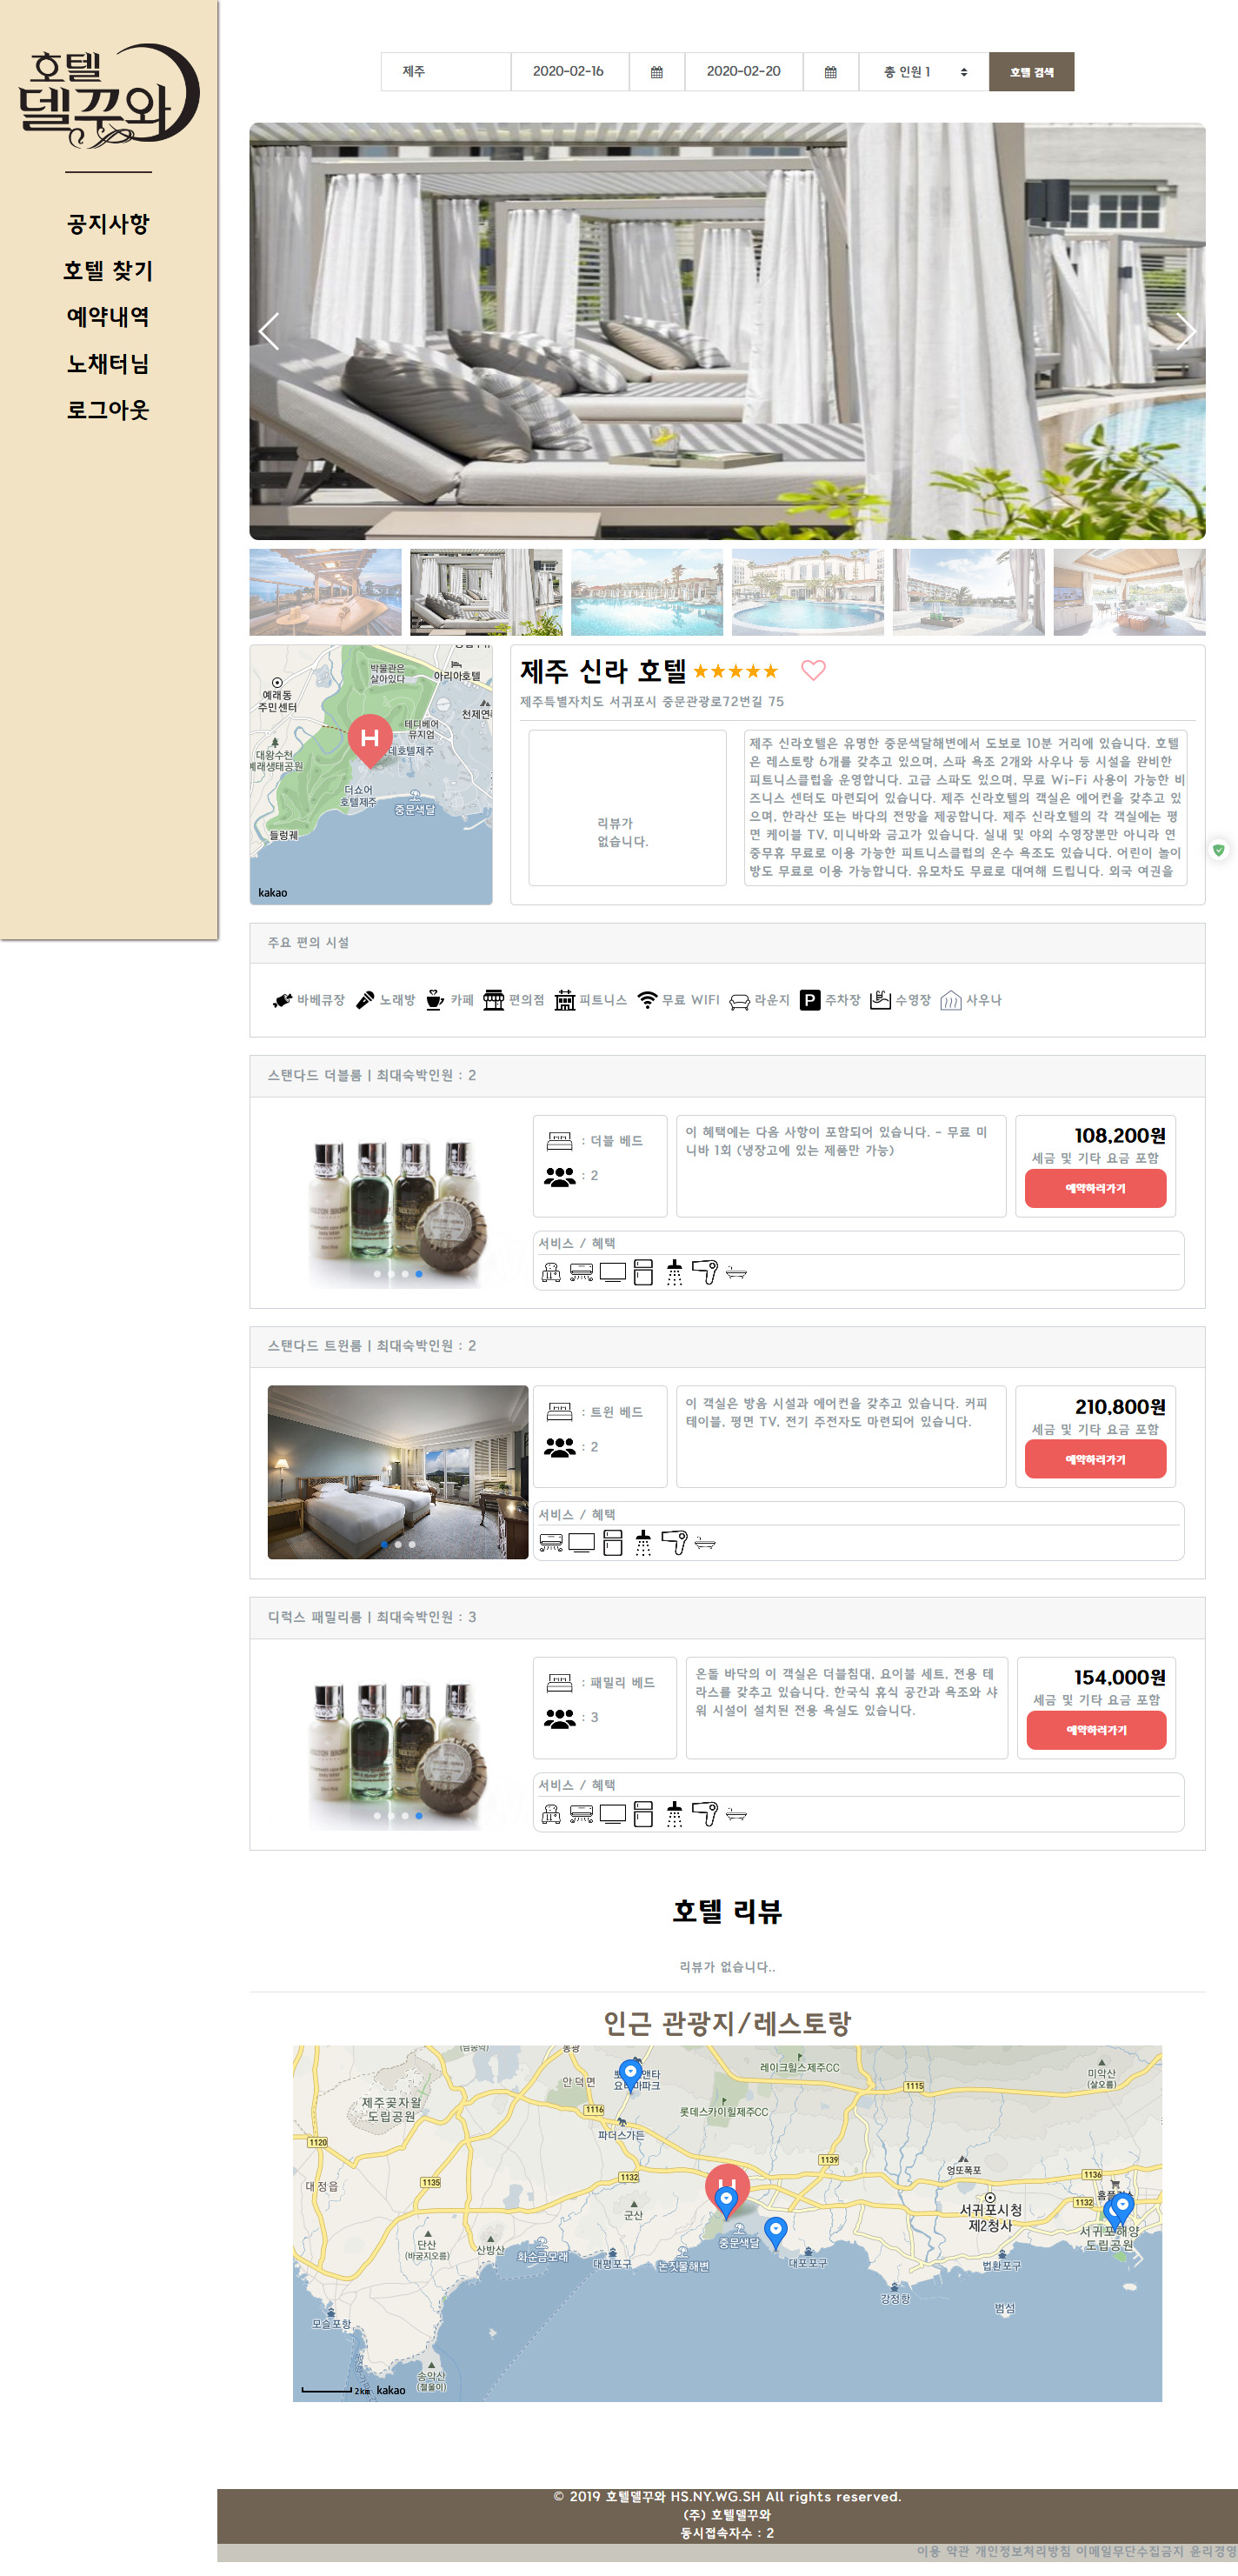 호텔
델꾸와
공지사항
호텔 찾기
예약내역
노채터님
로그아웃
제주
2020-02-16
2020-02-20
총 인원 1
호텔 검색
박물관은
살아있다
아리아호텔
예래동
주민센터
천제연
테디베어
뮤지엄
대왕수천
예래생태공원
데호텔제주
H
더쇼어
호텔제주
중문색달
들렁궤
kakao
제주 신라 호텔 ★★★★★
제주특별자치도 서귀포시 중문관광로72번길 75
리뷰가
없습니다.
제주 신라호텔은 유명한 중문색달해변에서 도보로 10분 거리에 있습니다. 호텔
은 레스토랑 6개를 갖추고 있으며, 스파 욕조 2개와 사우나 등 시설을 완비한
피트니스클럽을 운영합니다. 고급 스파도 있으며, 무료 Wi-Fi 사용이 가능한 비
즈니스 센터도 마련되어 있습니다. 제주 신라호텔의 객실은 에어컨을 갖추고 있
으며, 한라산 또는 바다의 전망을 제공합니다. 제주 신라호텔의 각 객실에는 평
면 케이블 TV, 미니바와 금고가 있습니다. 실내 및 야외 수영장뿐만 아니라 연
중무휴 무료로 이용 가능한 피트니스클럽의 온수 욕조도 있습니다. 어린이 놀이
방도 무료로 이용 가능합니다. 유모차도 무료로 대여해 드립니다. 외국 여권을
주요 편의 시설
바베큐장 노래방 카페 편의점 피트니스 무료 WIFI 라운지 P 주차장 수영장 사우나
스탠다드 더블룸 | 최대숙박인원 : 2
: 더블 베드
: 2
이 혜택에는 다음 사항이 포함되어 있습니다. - 무료 미
니바 1회 (냉장고에 있는 제품만 가능)
108,200원
세금 및 기타 요금 포함
예약하러가기
서비스 / 혜택
스탠다드 트윈룸 | 최대숙박인원 : 2
: 트윈 베드
: 2
이 객실은 방음 시설과 에어컨을 갖추고 있습니다. 커피
테이블, 평면 TV, 전기 주전자도 마련되어 있습니다.
210,800원
세금 및 기타 요금 포함
예약하러가기
서비스 / 혜택
디럭스 패밀리룸 | 최대숙박인원 : 3
: 패밀리 베드
: 3
온돌 바닥의 이 객실은 더블침대, 요이불 세트, 전용 테
라스를 갖추고 있습니다. 한국식 휴식 공간과 욕조와 샤
워 시설이 설치된 전용 욕실도 있습니다.
154,000원
세금 및 기타 요금 포함
예약하러가기
서비스 / 혜택
호텔 리뷰
리뷰가 없습니다..
인근 관광지/레스토랑
동광
레이크힐스제주CC
안덕면
미악산
(살오름)
1115
제주곶자왈
도립공원
1116
롯데스카이힐제주CC
파더스가든
1120
1139
엉또폭포
1132
1136
대정읍
1135
1132
군산
서귀포시청
제2청사
서귀포해양
도립공원
단산
(바굼지오름)
산방산
화순금모래
대평포구
논짓물해변
중문색달
대포포구
법환포구
강정항
범섬
모슬포항
송악산
(절울이)
2km kakao
© 2019 호텔델꾸와 HS.NY.WG.SH All rights reserved.
(주) 호텔델꾸와
동시접속자수 : 2
이용 약관 개인정보처리방침 이메일무단수집금지 윤리경영